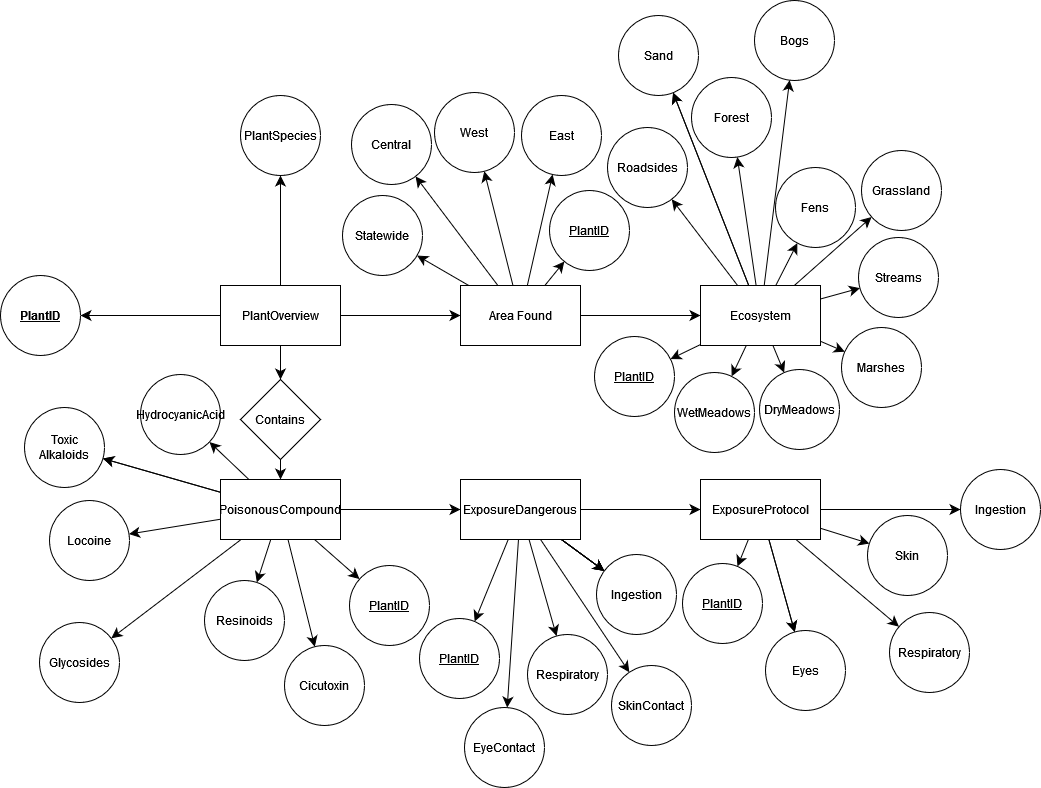 Bogs
Sand
Forest
PlantSpecies
Central
West
East
Roadsides
Grassland
Fens
Statewide
PlantID
Streams
PlantID
PlantOverview
Area Found
Ecosystem
Marshes
PlantID
WetMeadows
DryMeadows
HydrocyanicAcid
Contains
Toxic
Alkaloids
PoisonousCompound
ExposureDangerous
ExposureProtocol
Ingestion
Locoine
Skin
Ingestion
PlantID
PlantID
Resinoids
Respiratory
PlantID
Glycosides
Eyes
Respiratory
Cicutoxin
SkinContact
EyeContact